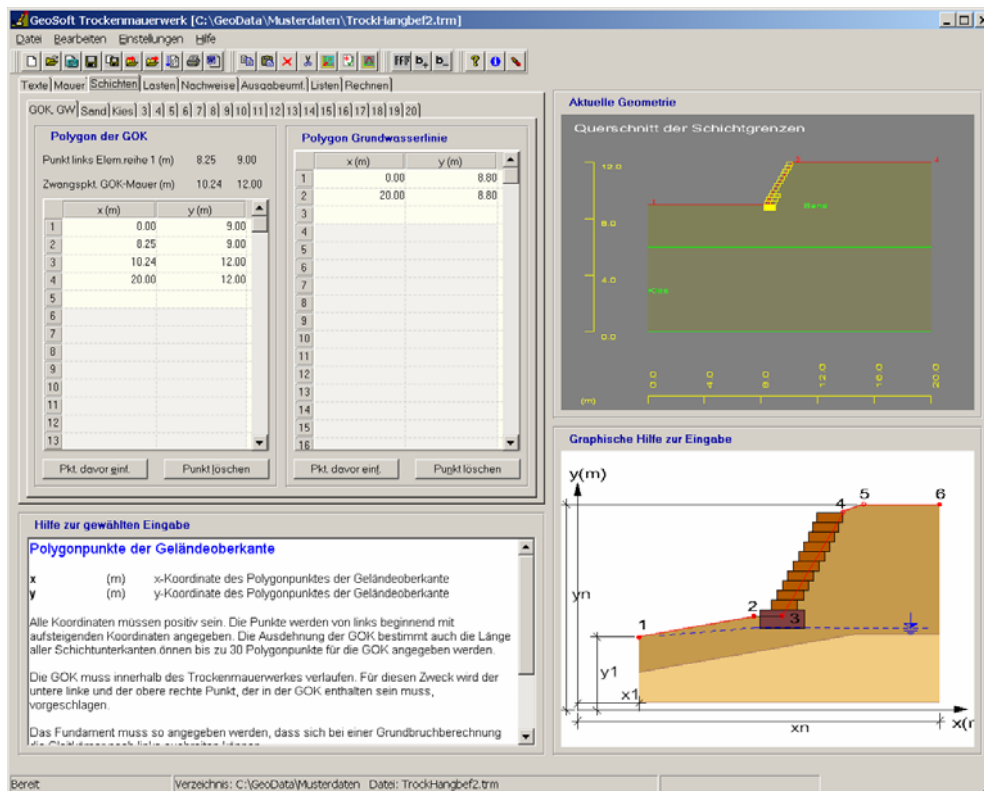 GeoSoft Trockenmauerwerk [C:\GeoData\Musterdaten\TrockHangbef2.trm]
Datei Bearbeiten Einstellungen Hilfe
FFF b+ b-
Texte Mauer Schichten Lasten Nachweise Ausgabeumf. Listen Rechnen
GOK, GW Sand Kies 3 4 5 6 7 8 9 10 11 12 13 14 15 16 17 18 19 20
Polygon der GOK
Punkt links Elem.reihe 1 (m) 8.25 9.00
Zwangspkt. GOK-Mauer (m) 10.24 12.00
x (m) y (m)
1 0.00 9.00
2 8.25 9.00
3 10.24 12.00
4 20.00 12.00
5
6
7
8
9
10
11
12
13
Pkt. davor einf. Punkt löschen
Polygon Grundwasserlinie
x (m) y (m)
1 0.00 8.80
2 20.00 8.80
3
4
5
6
7
8
9
10
11
12
13
14
15
16
Pkt. davor einf. Punkt löschen
Aktuelle Geometrie
Querschnitt der Schichtgrenzen
12.0
8.0
4.0
0.0
Sand
Kies
(m) 0.0 4.0 8.0 12.0 16.0 20.0
Hilfe zur gewählten Eingabe
Polygonpunkte der Geländeoberkante
x (m) x-Koordinate des Polygonpunktes der Geländeoberkante
y (m) y-Koordinate des Polygonpunktes der Geländeoberkante
Alle Koordinaten müssen positiv sein. Die Punkte werden von links beginnend mit
aufsteigenden Koordinaten angegeben. Die Ausdehnung der GOK bestimmt auch die Länge
aller Schichtunterkanten.önnen bis zu 30 Polygonpunkte für die GOK angegeben werden.
Die GOK muss innerhalb des Trockenmauerwerkes verlaufen. Für diesen Zweck wird der
untere linke und der obere rechte Punkt, der in der GOK enthalten sein muss,
vorgeschlagen.
Das Fundament muss so angegeben werden, dass sich bei einer Grundbruchberechnung
Graphische Hilfe zur Eingabe
y(m)
4 5 6
yn
2
3
1
y1
x1
xn
x(m
Bereit Verzeichnis: C:\GeoData\Musterdaten Datei: TrockHangbef2.trm